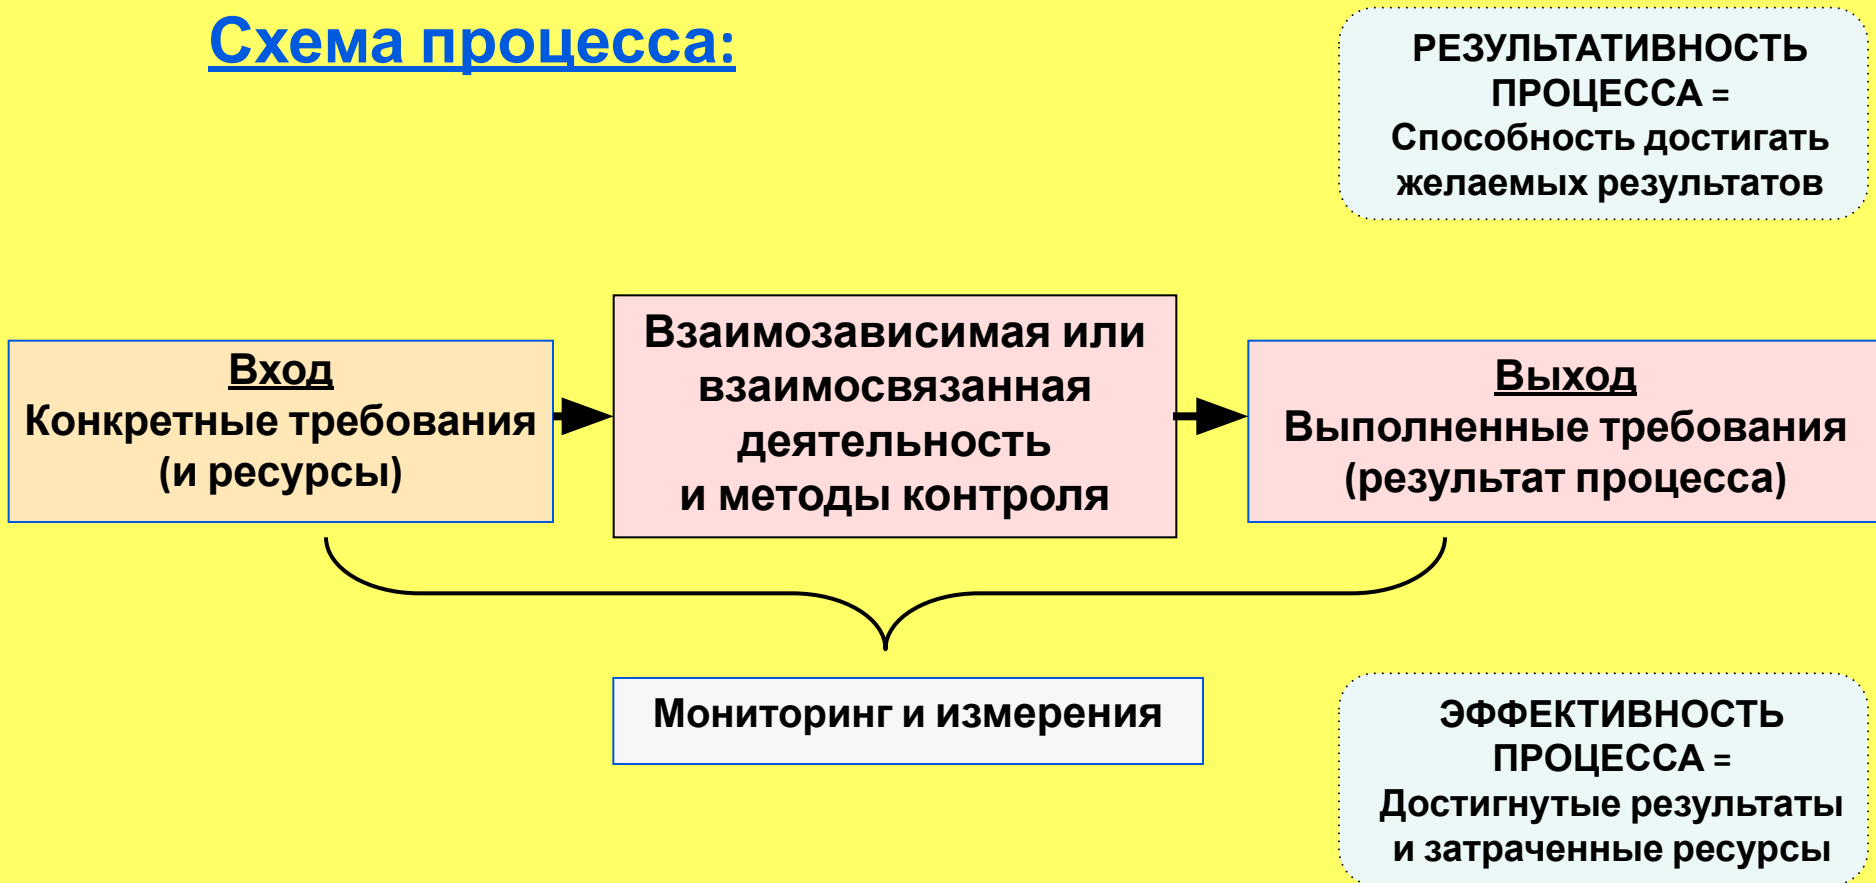 Схема процесса:
РЕЗУЛЬТАТИВНОСТЬ
ПРОЦЕССА =
Способность достигать
желаемых результатов
Вход
Конкретные требования
(и ресурсы)
Взаимозависимая или
взаимосвязанная
деятельность
и методы контроля
Выход
Выполненные требования
(результат процесса)
Мониторинг и измерения
ЭФФЕКТИВНОСТЬ
ПРОЦЕССА =
Достигнутые результаты
и затраченные ресурсы